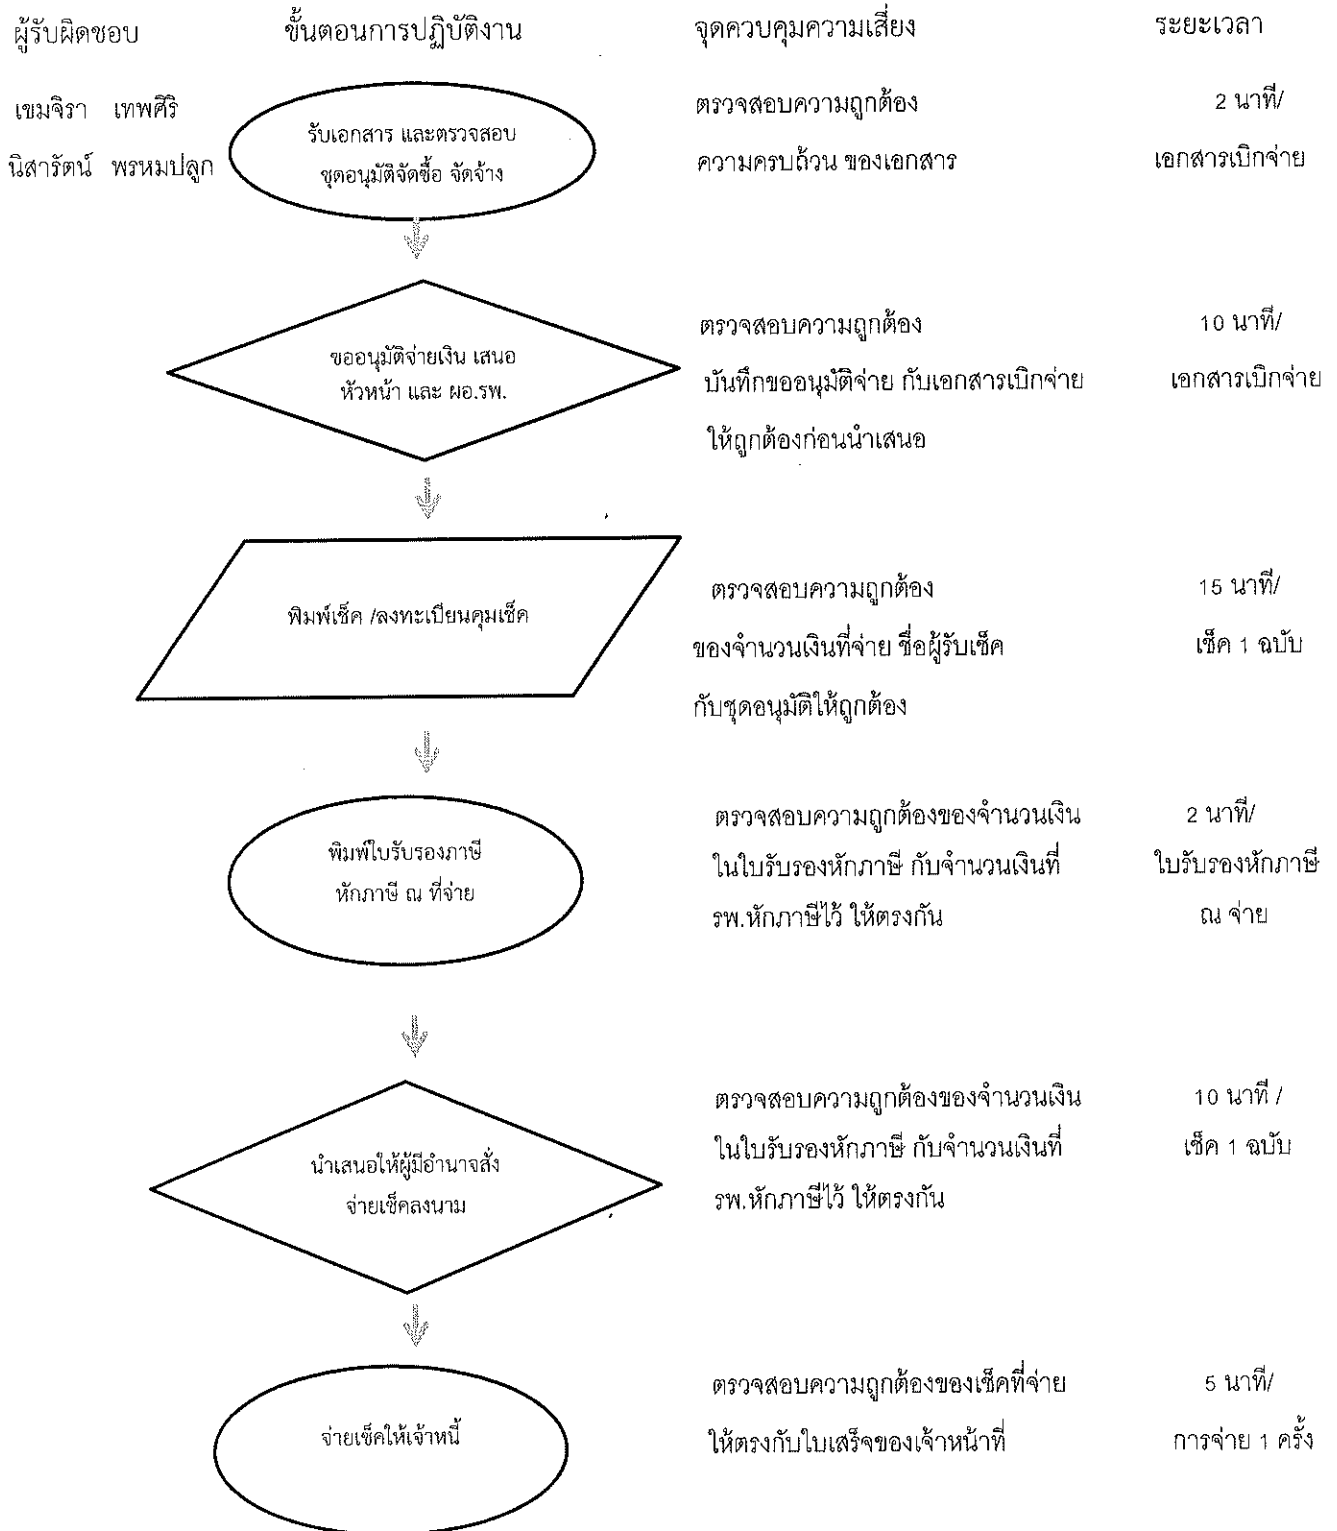 ผู้รับผิดชอบ ขั้นตอนการปฏิบัติงาน จุดควบคุมความเสี่ยง ระยะเวลา
เขมจิรา เทพศิริ
นิสารัตน์ พรหมปลูก
รับเอกสาร และตรวจสอบ
ชุดอนุมัติจัดซื้อ จัดจ้าง
ตรวจสอบความถูกต้อง
ความครบถ้วน ของเอกสาร
2 นาที/
เอกสารเบิกจ่าย
ขออนุมัติจ่ายเงิน เสนอ
หัวหน้า และ ผอ.รพ.
ตรวจสอบความถูกต้อง
บันทึกขออนุมัติจ่าย กับเอกสารเบิกจ่าย
ให้ถูกต้องก่อนนำเสนอ
10 นาที/
เอกสารเบิกจ่าย
พิมพ์เช็ค /ลงทะเบียนคุมเช็ค
ตรวจสอบความถูกต้อง
ของจำนวนเงินที่จ่าย ชื่อผู้รับเช็ค
กับชุดอนุมัติให้ถูกต้อง
15 นาที/
เช็ค 1 ฉบับ
พิมพ์ใบรับรองภาษี
หักภาษี ณ ที่จ่าย
ตรวจสอบความถูกต้องของจำนวนเงิน
ในใบรับรองหักภาษี กับจำนวนเงินที่
รพ.หักภาษีไว้ ให้ตรงกัน
2 นาที/
ใบรับรองหักภาษี
ณ จ่าย
นำเสนอให้ผู้มีอำนาจสั่ง
จ่ายเช็คลงนาม
ตรวจสอบความถูกต้องของจำนวนเงิน
ในใบรับรองหักภาษี กับจำนวนเงินที่
รพ.หักภาษีไว้ ให้ตรงกัน
10 นาที /
เช็ค 1 ฉบับ
จ่ายเช็คให้เจ้าหนี้
ตรวจสอบความถูกต้องของเช็คที่จ่าย
ให้ตรงกับใบเสร็จของเจ้าหน้าที่
5 นาที/
การจ่าย 1 ครั้ง